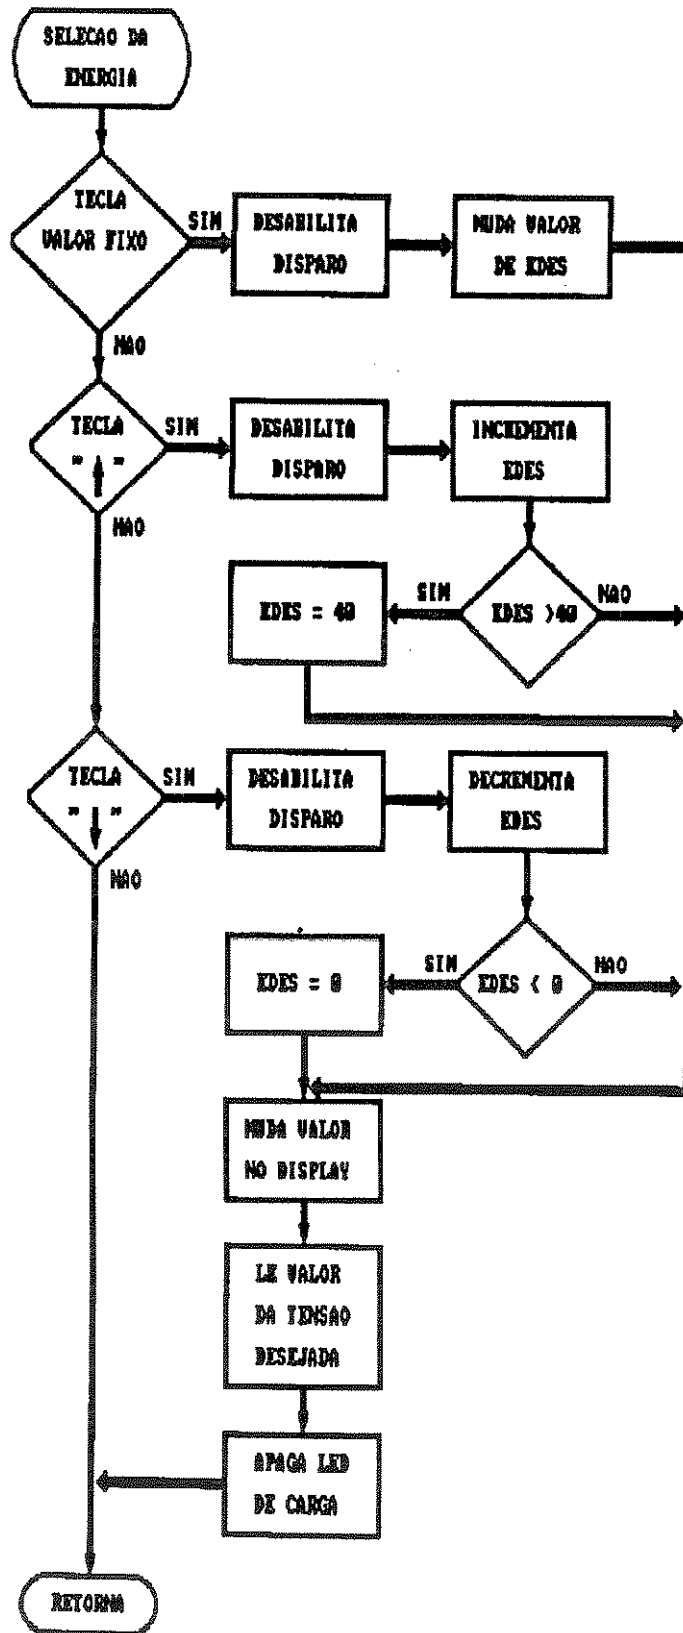 SELECAO DA
ENERGIA
TECLA
VALOR FIXO
SIM
DESABILITA
DISPARO
MUDA VALOR
DE EDES
NAO
TECLA
" ↑ "
SIM
DESABILITA
DISPARO
INCREMENTA
EDES
NAO
EDES = 40
SIM
EDES >40
NAO
TECLA
" ↓ "
SIM
DESABILITA
DISPARO
DECREMENTA
EDES
NAO
EDES = 0
SIM
EDES < 0
NAO
MUDA VALOR
NO DISPLAY
LE VALOR
DA TENSAO
DESEJADA
APAGA LED
DE CARGA
RETORNA